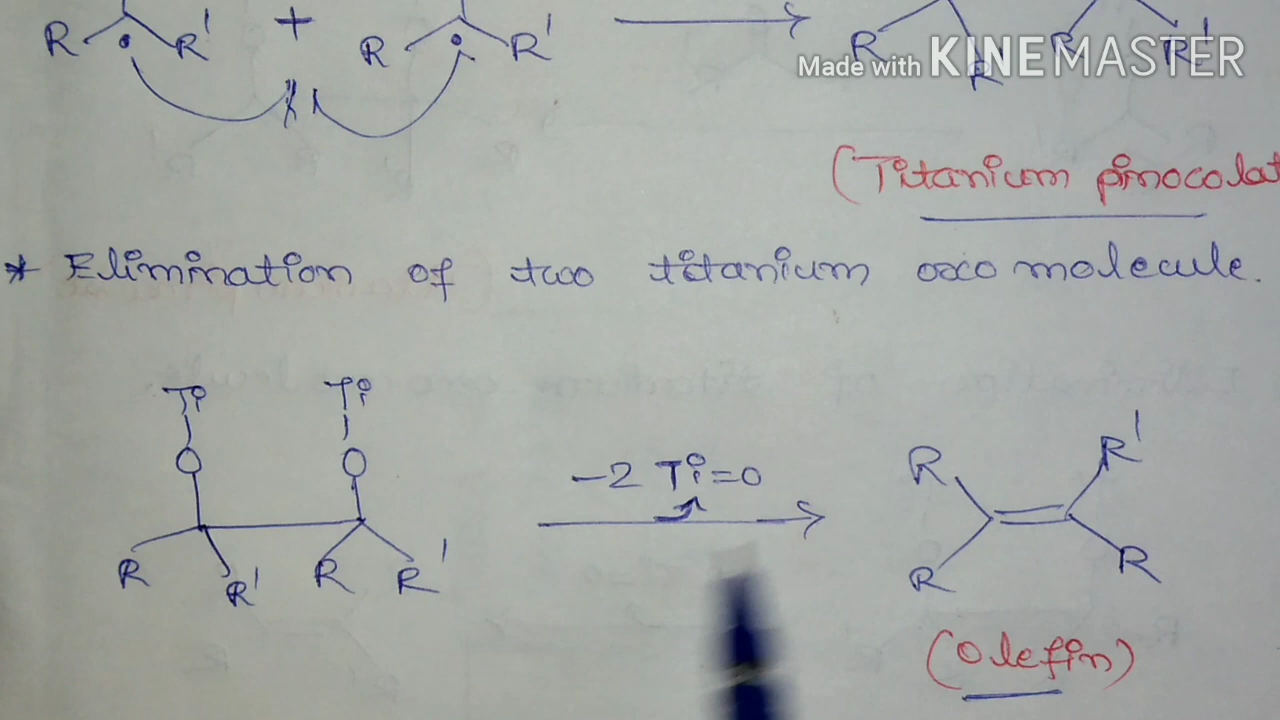 R R' + R R' R R R R'
Made with KINEMASTER
(Titanium pinocolat
* Elimination of two titanium oxo molecule.
Ti Ti
O O
-2 Ti=O
R R' R R'
R R' R R
(Olefin)